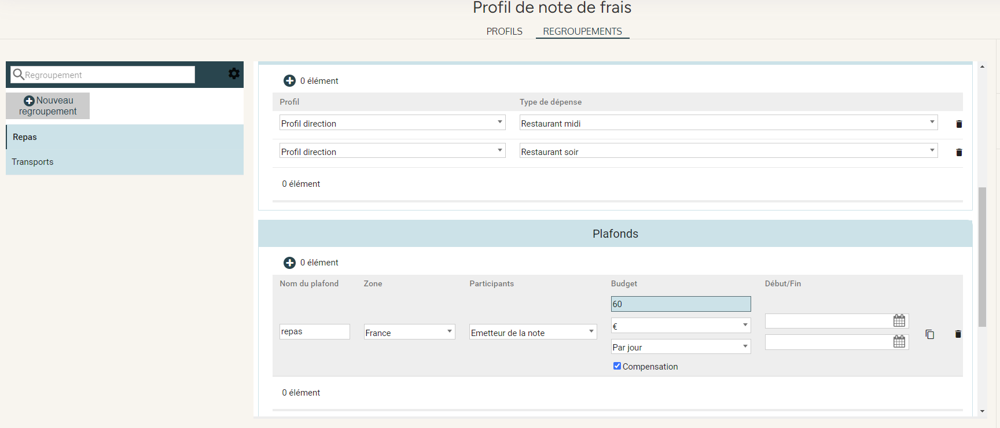 Profil de note de frais
PROFILS REGROUPEMENTS
Regroupement
Nouveau
regroupement
Repas
Transports
0 élément
Profil Type de dépense
Profil direction Restaurant midi
Profil direction Restaurant soir
0 élément
Plafonds
0 élément
Nom du plafond Zone Participants Budget Début/Fin
60
repas France Emetteur de la note €
Par jour
Compensation
0 élément